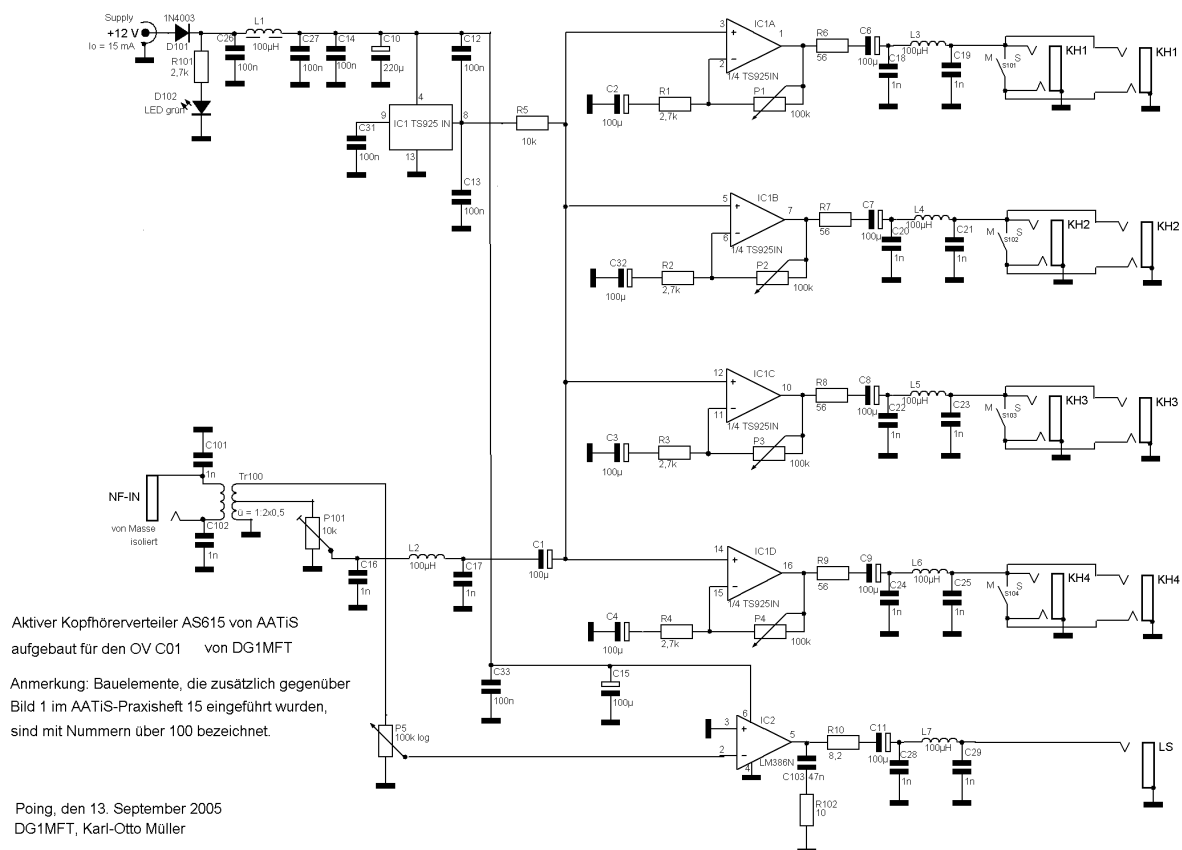 Supply
+12 V
Io = 15 mA
1N4003
D101
L1
100µH
C26
100n
C27
100n
C14
100n
C10
220µ
C12
100n
R101
2,7k
D102
LED grün
C31
100n
9
4
IC1 TS925 IN
8
13
C13
100n
R5
10k
3
2
IC1A
1
1/4 TS925IN
C2
100µ
R1
2,7k
P1
100k
R6
56
C6
100µ
C18
1n
L3
100µH
C19
1n
M
S
S101
KH1
KH1
5
6
IC1B
7
1/4 TS925IN
C32
100µ
R2
2,7k
P2
100k
R7
56
C7
100µ
C20
1n
L4
100µH
C21
1n
M
S
S102
KH2
KH2
12
11
IC1C
10
1/4 TS925IN
C3
100µ
R3
2,7k
P3
100k
R8
56
C8
100µ
C22
1n
L5
100µH
C23
1n
M
S
S103
KH3
KH3
C101
1n
NF-IN
von Masse
isoliert
C102
1n
Tr100
ü = 1:2x0,5
P101
10k
C16
1n
L2
100µH
C17
1n
C1
100µ
14
15
IC1D
16
1/4 TS925IN
C4
100µ
R4
2,7k
P4
100k
R9
56
C9
100µ
C24
1n
L6
100µH
C25
1n
M
S
S104
KH4
KH4
Aktiver Kopfhörerverteiler AS615 von AATiS
aufgebaut für den OV C01 von DG1MFT
Anmerkung: Bauelemente, die zusätzlich gegenüber
Bild 1 im AATiS-Praxisheft 15 eingeführt wurden,
sind mit Nummern über 100 bezeichnet.
C33
100n
C15
100µ
P5
100k log
3
2
6
IC2
5
4
LM386N
C103
47n
R102
10
R10
8,2
C11
100µ
C28
1n
L7
100µH
C29
1n
LS
Poing, den 13. September 2005
DG1MFT, Karl-Otto Müller